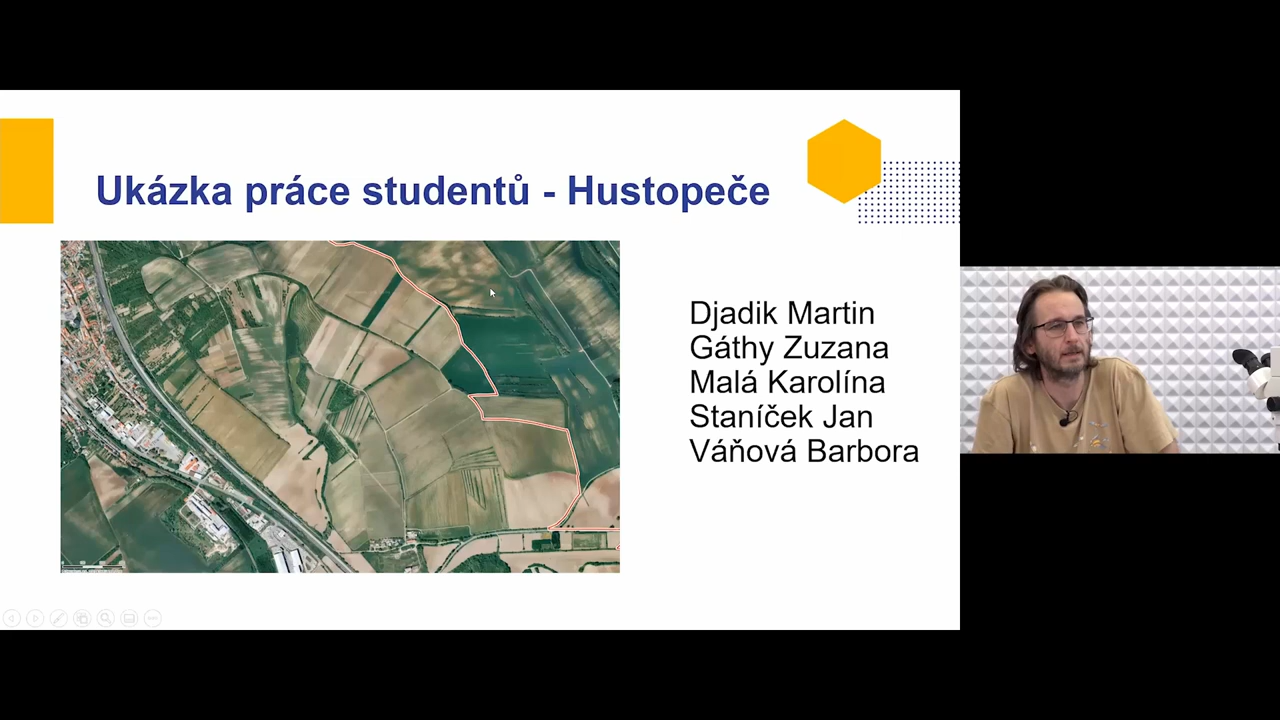 Ukázka práce studentů - Hustopeče
Djadik Martin
Gáthy Zuzana
Malá Karolína
Staníček Jan
Váňová Barbora